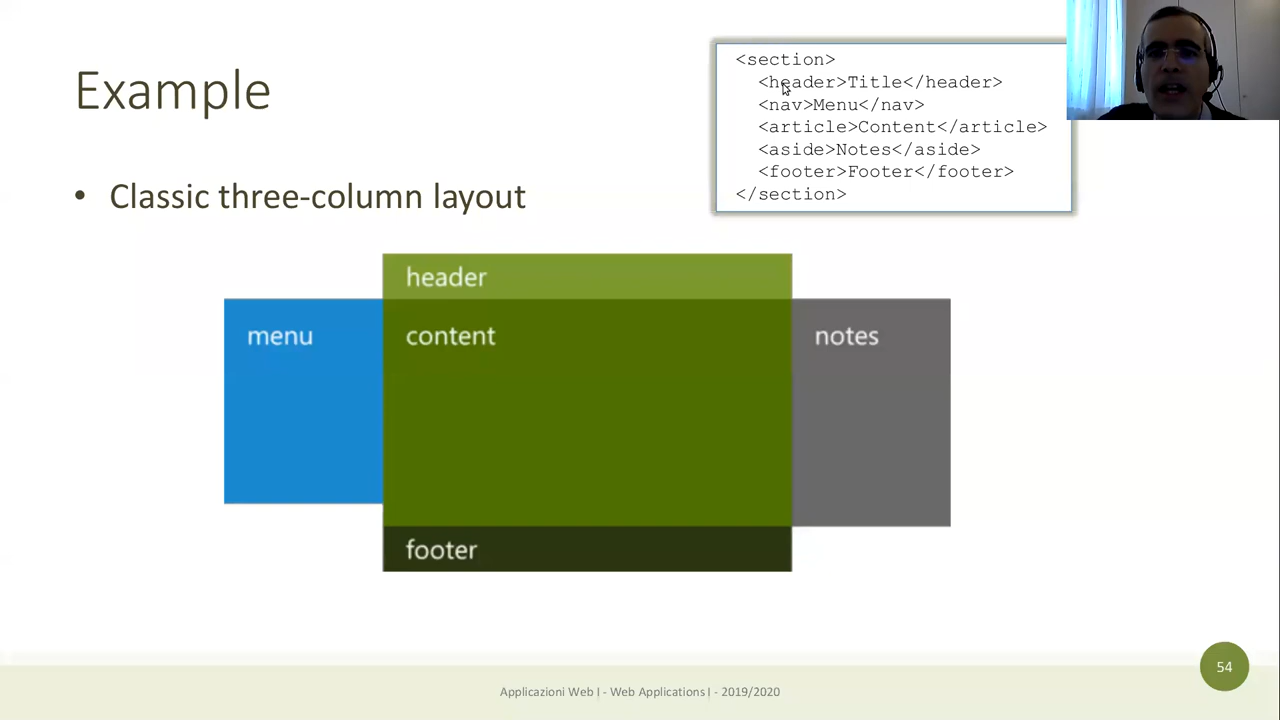 Example
<section>
<header>Title</header>
<nav>Menu</nav>
<article>Content</article>
<aside>Notes</aside>
<footer>Footer</footer>
</section>
• Classic three-column layout
header
menu
content
notes
footer
54
Applicazioni Web I - Web Applications I - 2019/2020